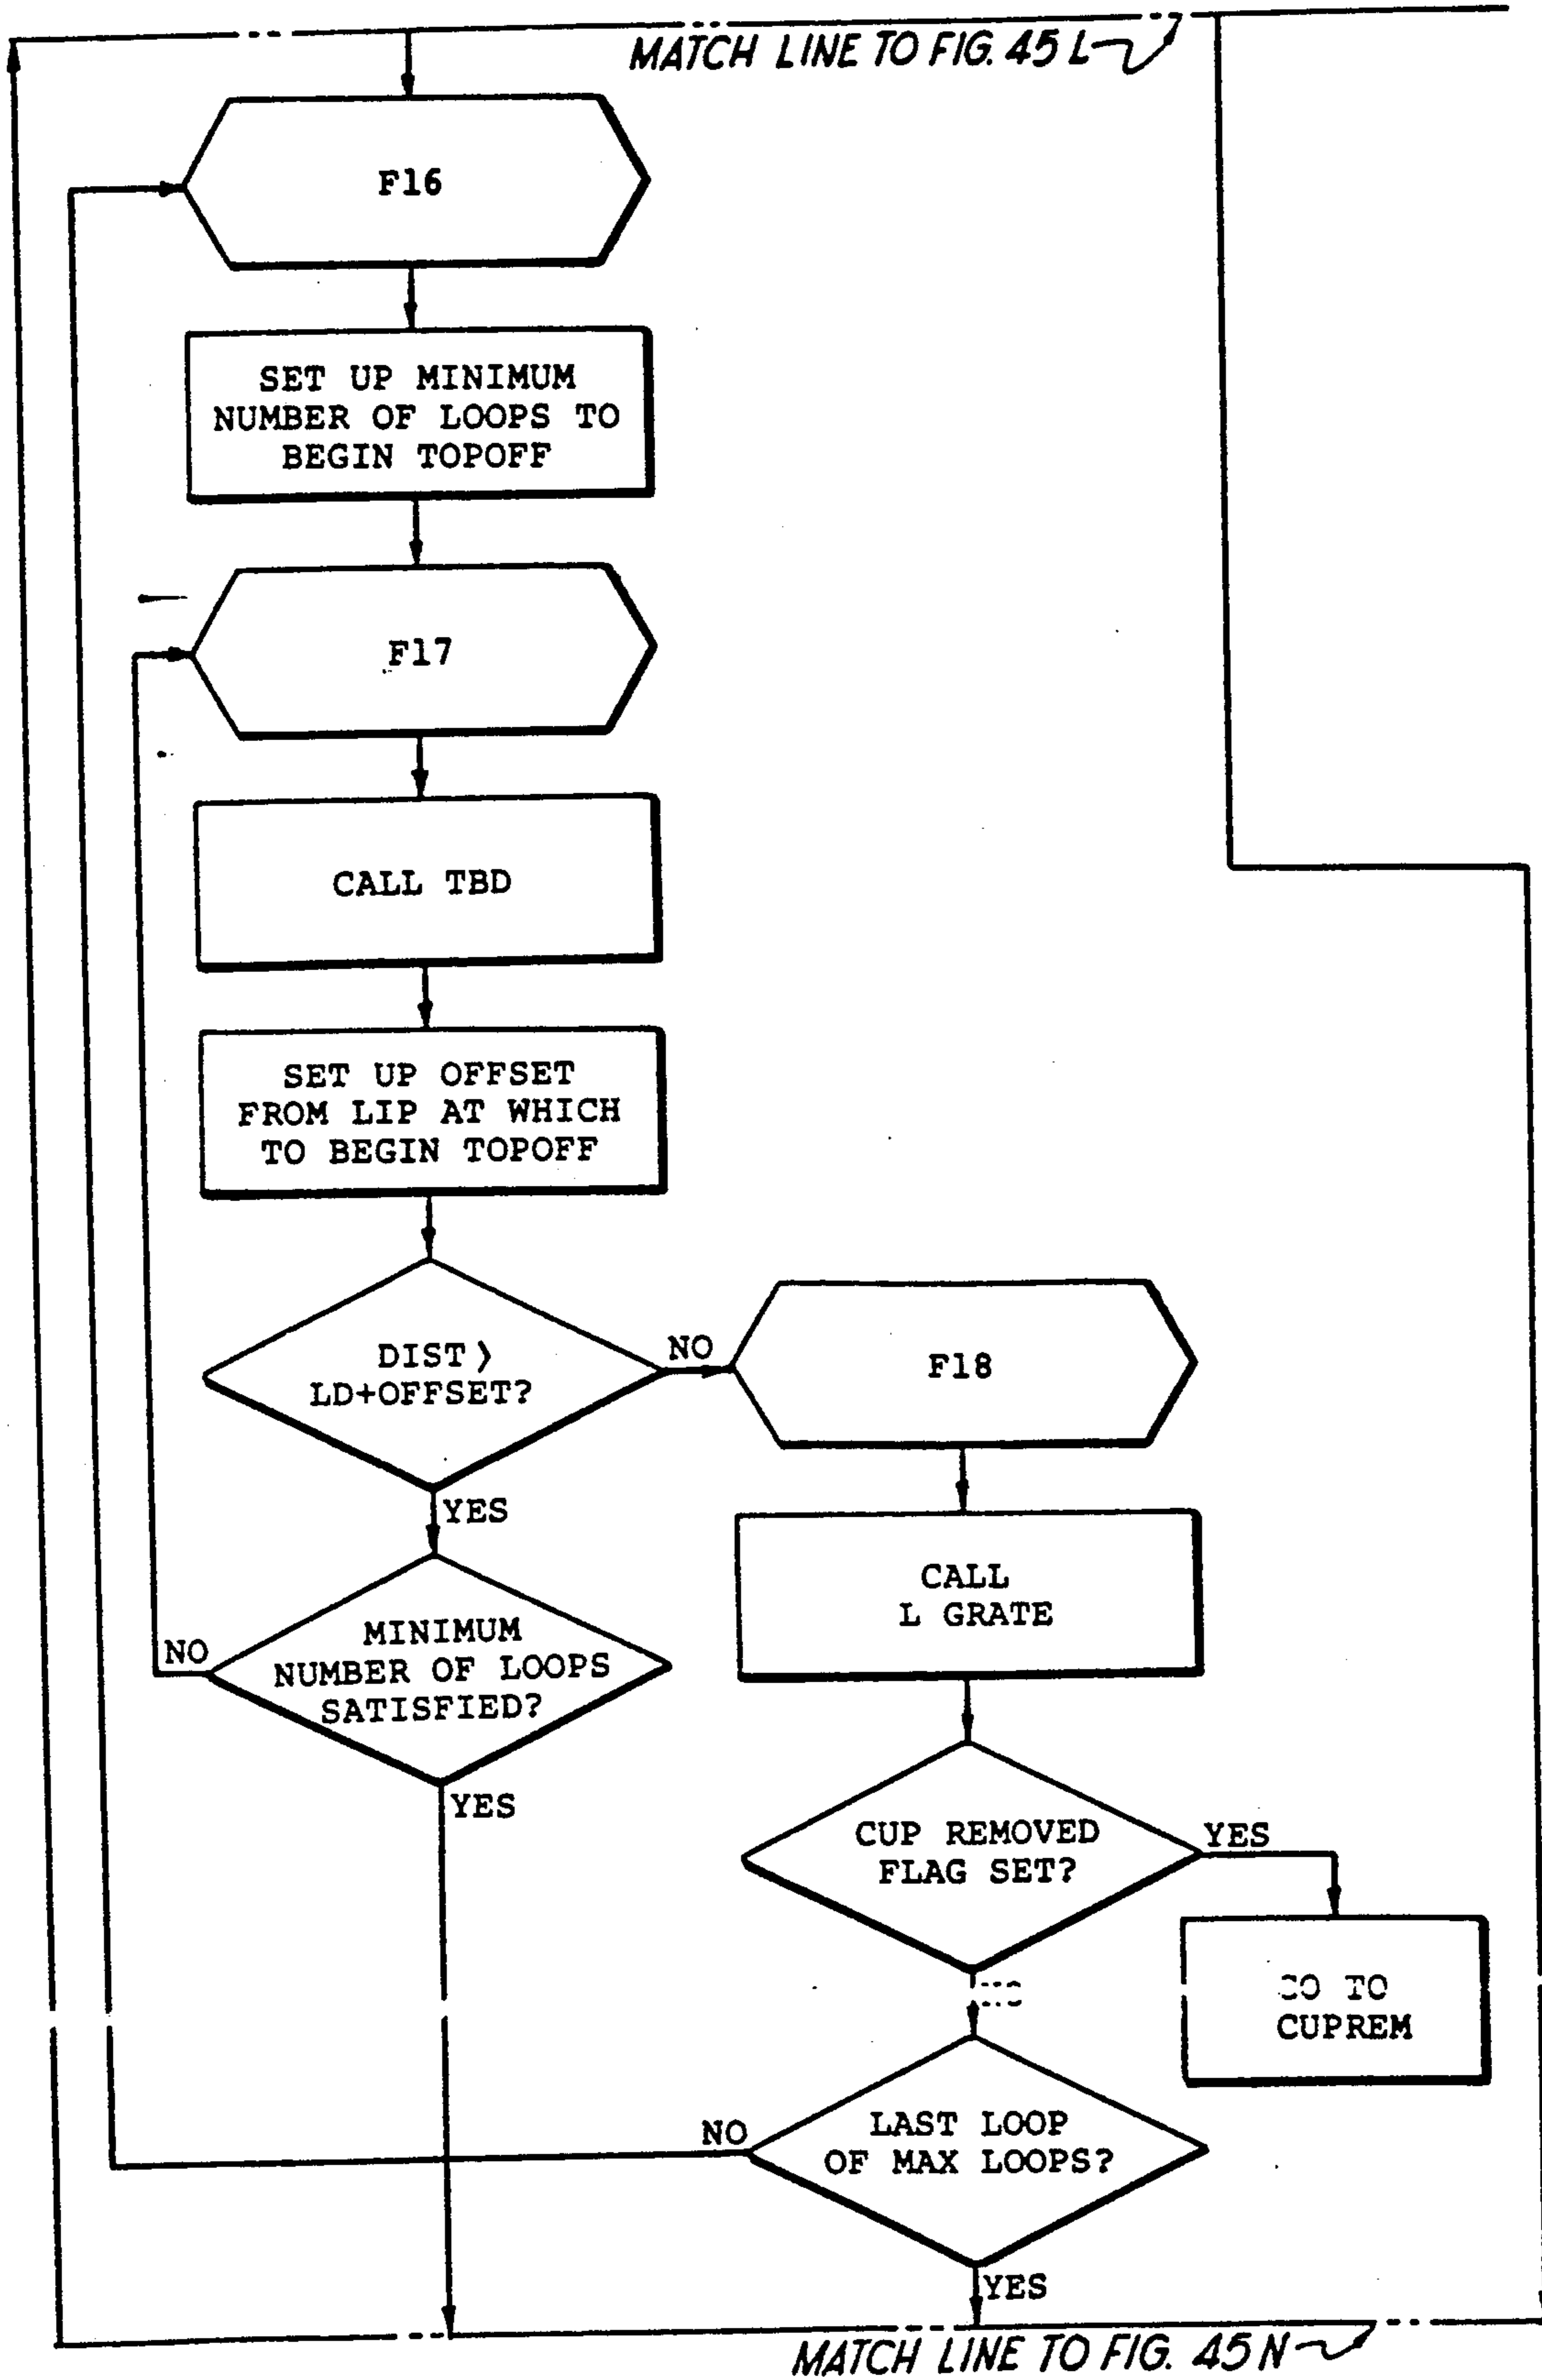 MATCH LINE TO FIG. 45 L
F16
SET UP MINIMUM
NUMBER OF LOOPS TO
BEGIN TOPOFF
F17
CALL TBD
SET UP OFFSET
FROM LIP AT WHICH
TO BEGIN TOPOFF
DIST >
LD+OFFSET?
NO
F18
YES
CALL
L GRATE
MINIMUM
NUMBER OF LOOPS
SATISFIED?
NO
YES
CUP REMOVED
FLAG SET?
YES
TO
CUPREM
LAST LOOP
OF MAX LOOPS?
NO
YES
MATCH LINE TO FIG. 45 N